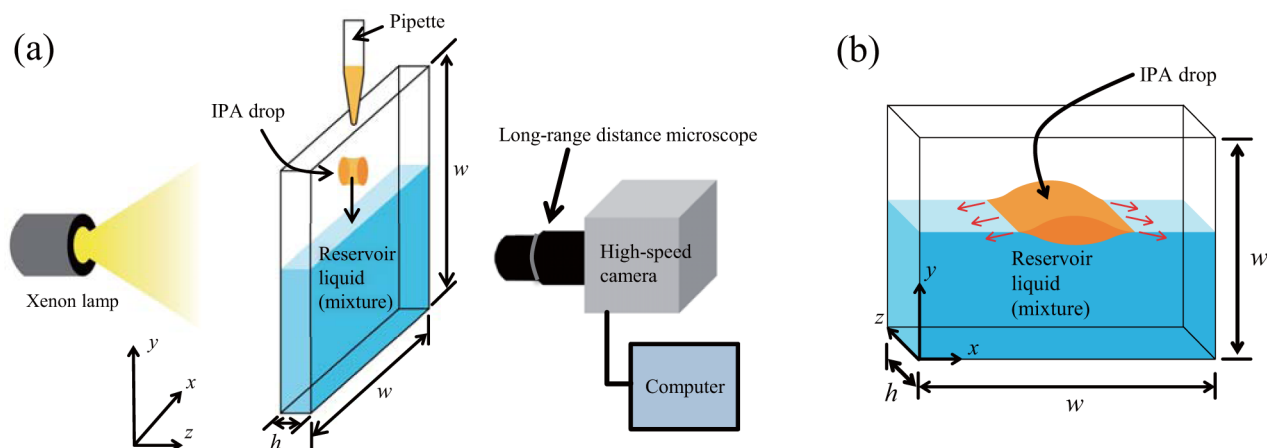 (a)
Pipette
IPA drop
w
Long-range distance microscope
Reservoir
liquid
(mixture)
High-speed
camera
Xenon lamp
y
x
z
w
h
Computer
(b)
IPA drop
Reservoir
liquid
(mixture)
y
z
x
w
h
w